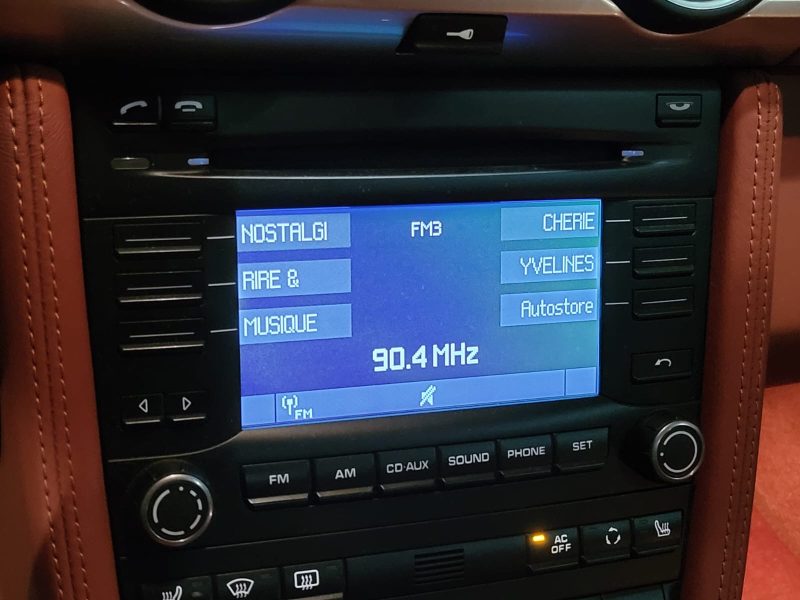 NOSTALGI
FM3
CHERIE
RIRE &
YVELINES
MUSIQUE
Autostore
90.4 MHz
FM
FM
AM
CD·AUX
SOUND
PHONE
SET
AC
OFF